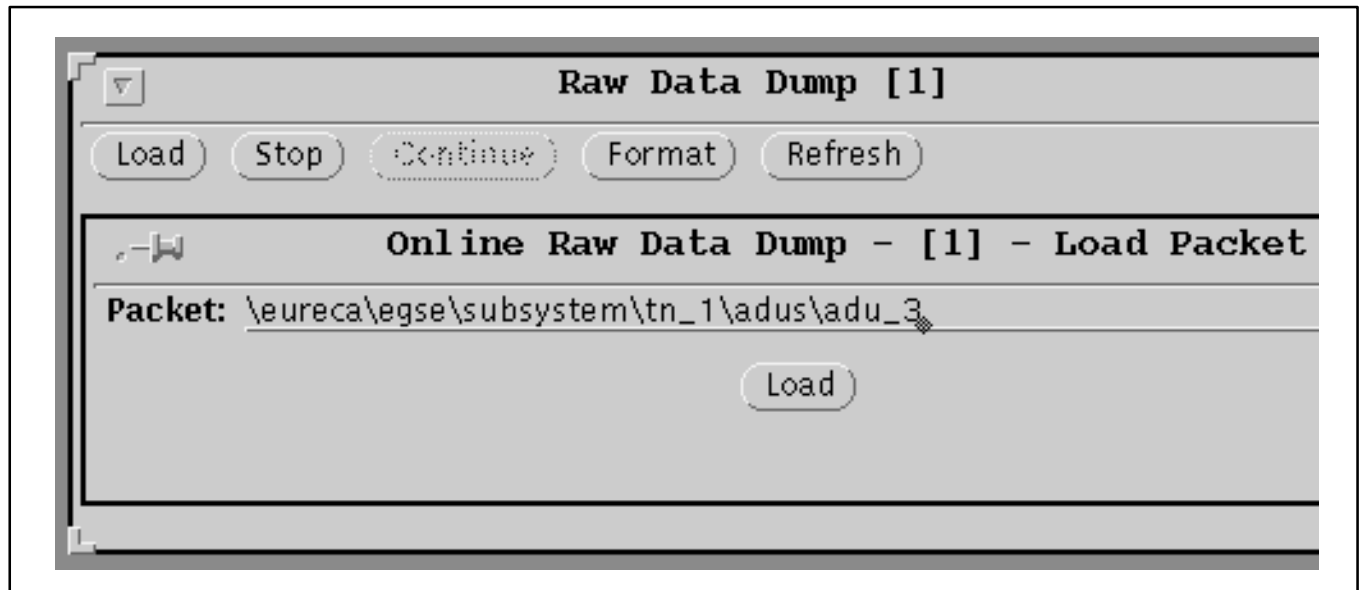 Raw Data Dump [1]
Load Stop Continue Format Refresh
Online Raw Data Dump - [1] - Load Packet
Packet: \eureca\egse\subsystem\tn_1\adus\adu_3
Load